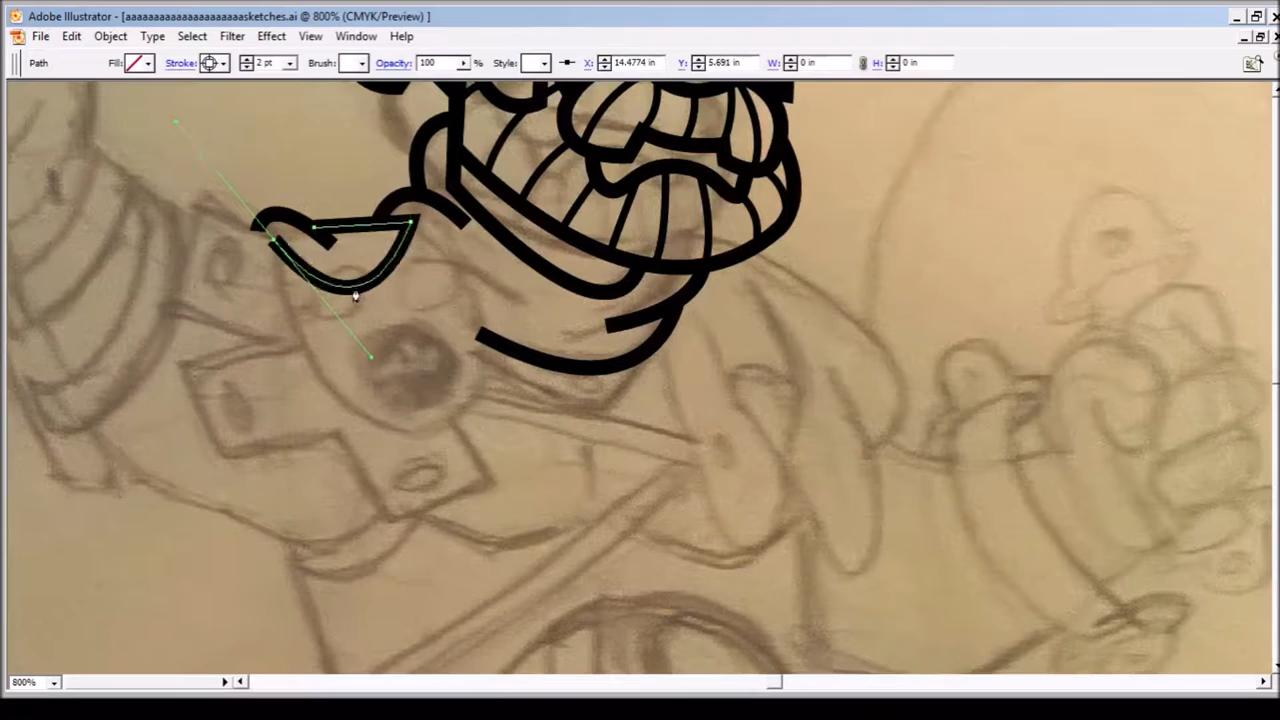 Adobe Illustrator - [aaaaaaaaaaaaaaaaaaaaasketches.ai @ 800% (CMYK/Preview) ]
File Edit Object Type Select Filter Effect View Window Help
Path Fill: Stroke: 2 pt Brush: Opacity: 100 % Style: X: 14.4774 in Y: 5.691 in W: 0 in H: 0 in
800%